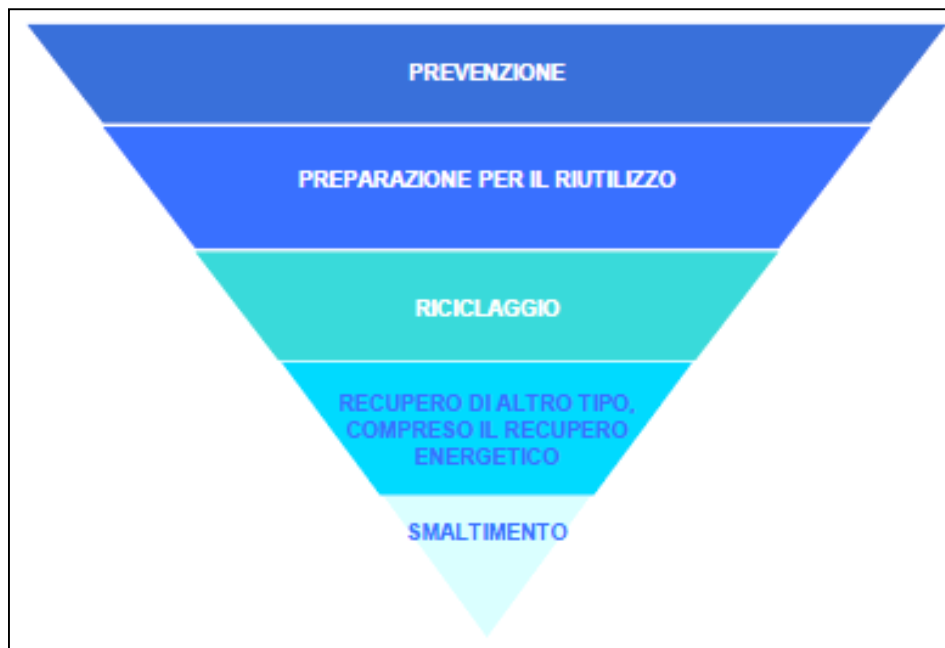 PREVENZIONE
PREPARAZIONE PER IL RIUTILIZZO
RICICLAGGIO
RECUPERO DI ALTRO TIPO,
COMPRESO IL RECUPERO
ENERGETICO
SMALTIMENTO